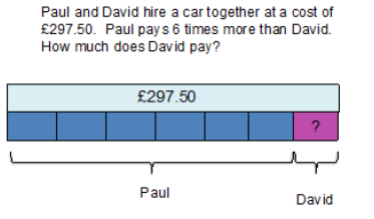 Paul and David hire a car together at a cost of
£297.50. Paul pays 6 times more than David.
How much does David pay?
£297.50
?
Paul
David